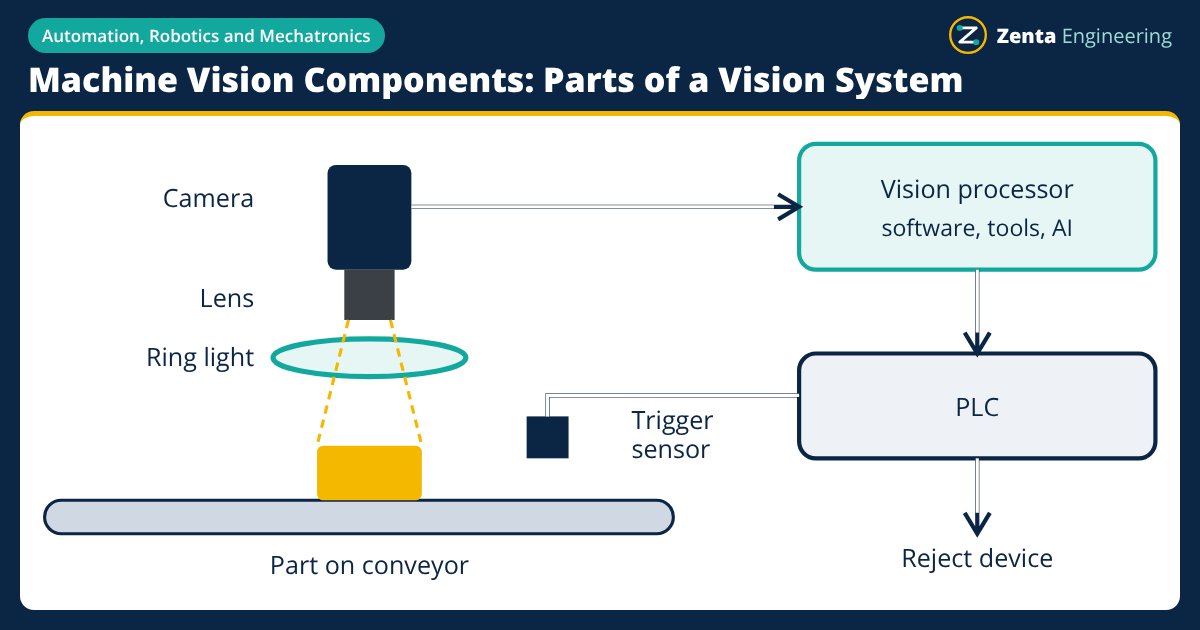 Automation, Robotics and Mechatronics
Zenta Engineering
Machine Vision Components: Parts of a Vision System
Camera
Vision processor
software, tools, AI
Lens
Ring light
PLC
Trigger
sensor
Part on conveyor
Reject device